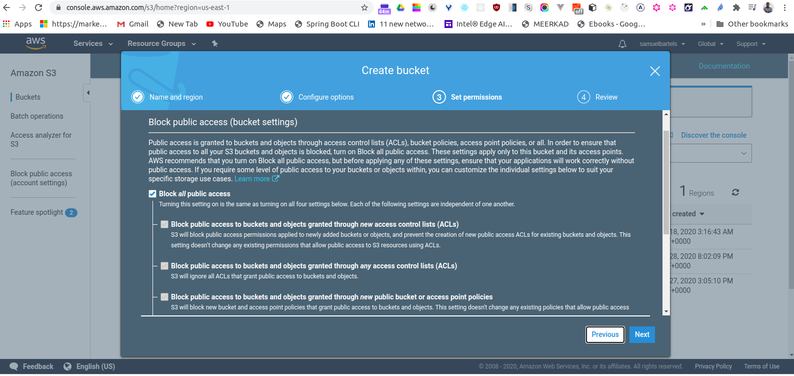 console.aws.amazon.com/s3/home?region=us-east-1
Apps
https://marke...
Gmail
New Tab
YouTube
Maps
Spring Boot CLI
11 new netwo...
Intel® Edge AI...
MEERKAD
Ebooks - Goog...
»
Other bookmarks
aws
Services
Resource Groups
samuelbartels
Global
Support
Amazon S3
Documentation
Buckets
Batch operations
Access analyzer for
S3
Block public access
(account settings)
Feature spotlight 2
Discover the console
1 Regions
created
18, 2020 3:16:43 AM
+0000
28, 2020 8:02:09 PM
+0000
27, 2020 3:05:10 PM
+0000
Create bucket
Name and region
Configure options
3 Set permissions
4 Review
Block public access (bucket settings)
Public access is granted to buckets and objects through access control lists (ACLs), bucket policies, access point policies, or all. In order to ensure that
public access to all your S3 buckets and objects is blocked, turn on Block all public access. These settings apply only to this bucket and its access points.
AWS recommends that you turn on Block all public access, but before applying any of these settings, ensure that your applications will work correctly without
public access. If you require some level of public access to your buckets or objects within, you can customize the individual settings below to suit your
specific storage use cases. Learn more
Block all public access
Turning this setting on is the same as turning on all four settings below. Each of the following settings are independent of one another.
Block public access to buckets and objects granted through new access control lists (ACLs)
S3 will block public access permissions applied to newly added buckets or objects, and prevent the creation of new public access ACLs for existing buckets and objects. This
setting doesn't change any existing permissions that allow public access to S3 resources using ACLs.
Block public access to buckets and objects granted through any access control lists (ACLs)
S3 will ignore all ACLs that grant public access to buckets and objects.
Block public access to buckets and objects granted through new public bucket or access point policies
S3 will block new bucket and access point policies that grant public access to buckets and objects. This setting doesn't change any existing policies that allow public access
Previous
Next
Feedback
English (US)
© 2008 - 2020, Amazon Web Services, Inc. or its affiliates. All rights reserved.
Privacy Policy
Terms of Use